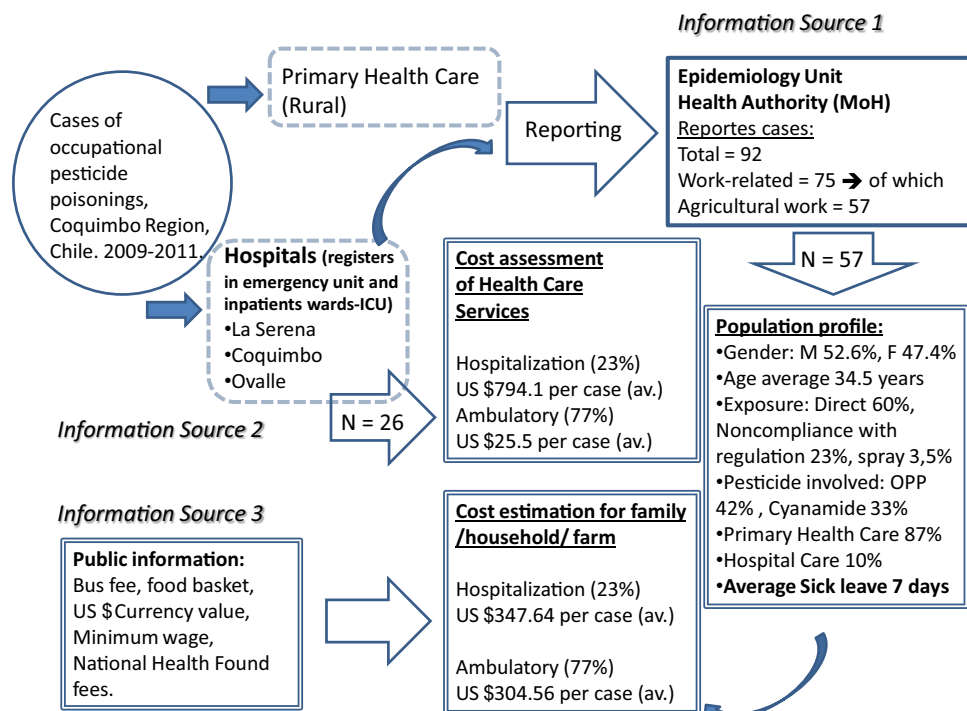 Information Source 1
Cases of
occupational
pesticide
poisonings,
Coquimbo Region,
Chile. 2009-2011.
Primary Health Care
(Rural)
Reporting
Epidemiology Unit
Health Authority (MoH)
Reportes cases:
Total = 92
Work-related = 75 ➔ of which
Agricultural work = 57
N = 57
Hospitals (registers
in emergency unit and
inpatients wards-ICU)
•La Serena
•Coquimbo
•Ovalle
Information Source 2
N = 26
Cost assessment
of Health Care
Services
Hospitalization (23%)
US $794.1 per case (av.)
Ambulatory (77%)
US $25.5 per case (av.)
Population profile:
•Gender: M 52.6%, F 47.4%
•Age average 34.5 years
•Exposure: Direct 60%,
Noncompliance with
regulation 23%, spray 3,5%
•Pesticide involved: OPP
42% , Cyanamide 33%
•Primary Health Care 87%
•Hospital Care 10%
•Average Sick leave 7 days
Information Source 3
Public information:
Bus fee, food basket,
US $Currency value,
Minimum wage,
National Health Found
fees.
Cost estimation for family
/household/ farm
Hospitalization (23%)
US $347.64 per case (av.)
Ambulatory (77%)
US $304.56 per case (av.)